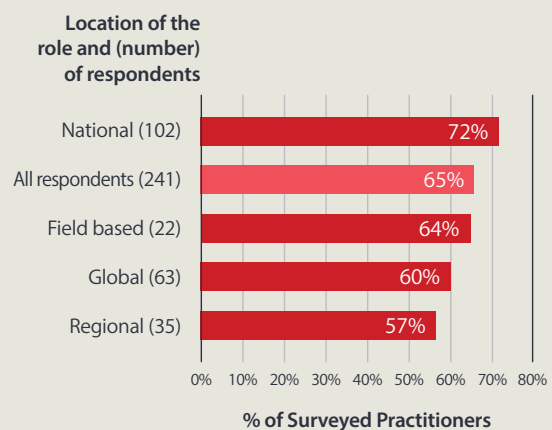 Location of the
role and (number)
of respondents
National (102)
72%
All respondents (241)
65%
Field based (22)
64%
Global (63)
60%
Regional (35)
57%
0% 10% 20% 30% 40% 50% 60% 70% 80%
% of Surveyed Practitioners